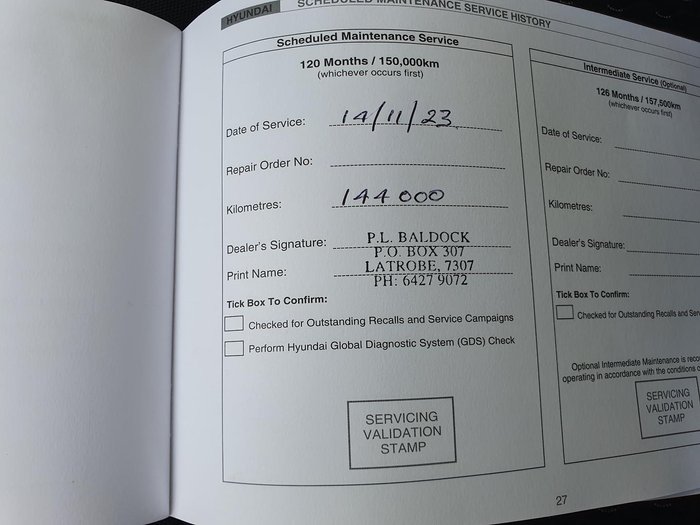 HYUNDAI
SCHEDULED MAINTENANCE SERVICE HISTORY
Scheduled Maintenance Service
120 Months / 150,000km
(whichever occurs first)
Date of Service: 14/11/23
Repair Order No:
Kilometres: 144000
Dealer's Signature: P.L. BALDOCK
P.O. BOX 307
Print Name: LATROBE, 7307
PH: 6427 9072
Tick Box To Confirm:
Checked for Outstanding Recalls and Service Campaigns
Perform Hyundai Global Diagnostic System (GDS) Check
SERVICING
VALIDATION
STAMP
Intermediate Service (Optional)
126 Months / 157,500km
(whichever occurs first)
Date of Service:
Repair Order No:
Kilometres:
Dealer's Signature:
Print Name:
Tick Box To Confirm:
Checked for Outstanding Recalls and
Optional Intermediate Maintenance is
operating in accordance with the conditions
SERVICING
VALIDATION
STAMP
27